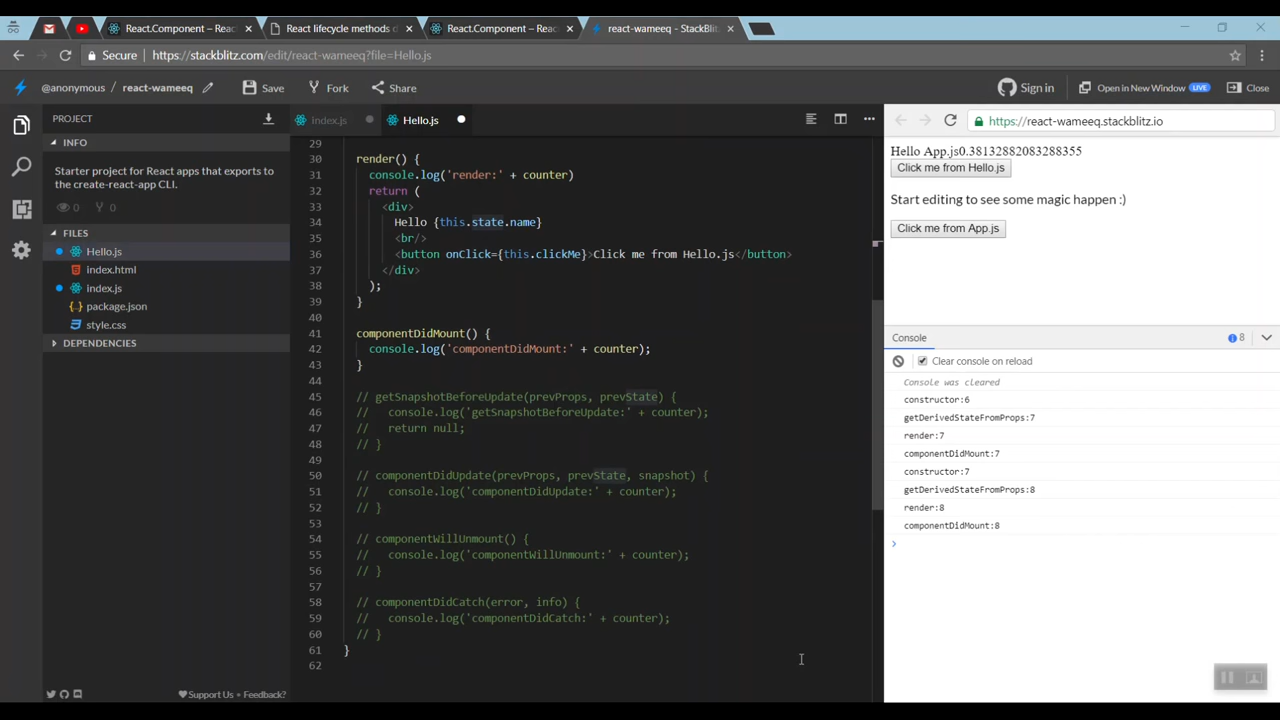 React.Component – Rea
React lifecycle methods d
React.Component – Rea
react-wameeq - StackBlitz
Secure
https://stackblitz.com/edit/react-wameeq?file=Hello.js
@anonymous
react-wameeq
Save
Fork
Share
Sign in
Open in New Window LIVE
Close
PROJECT
INFO
Starter project for React apps that exports to
the create-react-app CLI.
0 0
FILES
Hello.js
index.html
index.js
package.json
style.css
DEPENDENCIES
Support Us + Feedback?
index.js
Hello.js
29
30 render() {
31 console.log('render:' + counter)
32 return (
33 <div>
34 Hello {this.state.name}
35 <br/>
36 <button onClick={this.clickMe}>Click me from Hello.js</button>
37 </div>
38 );
39 }
40
41 componentDidMount() {
42 console.log('componentDidMount:' + counter);
43 }
44
45 // getSnapshotBeforeUpdate(prevProps, prevState) {
46 // console.log('getSnapshotBeforeUpdate:' + counter);
47 // return null;
48 // }
49
50 // componentDidUpdate(prevProps, prevState, snapshot) {
51 // console.log('componentDidUpdate:' + counter);
52 // }
53
54 // componentWillUnmount() {
55 // console.log('componentWillUnmount:' + counter);
56 // }
57
58 // componentDidCatch(error, info) {
59 // console.log('componentDidCatch:' + counter);
60 // }
61 }
62
https://react-wameeq.stackblitz.io
Hello App.js0.38132882083288355
Click me from Hello.js
Start editing to see some magic happen :)
Click me from App.js
Console
8
Clear console on reload
Console was cleared
constructor:6
getDerivedStateFromProps:7
render:7
componentDidMount:7
constructor:7
getDerivedStateFromProps:8
render:8
componentDidMount:8